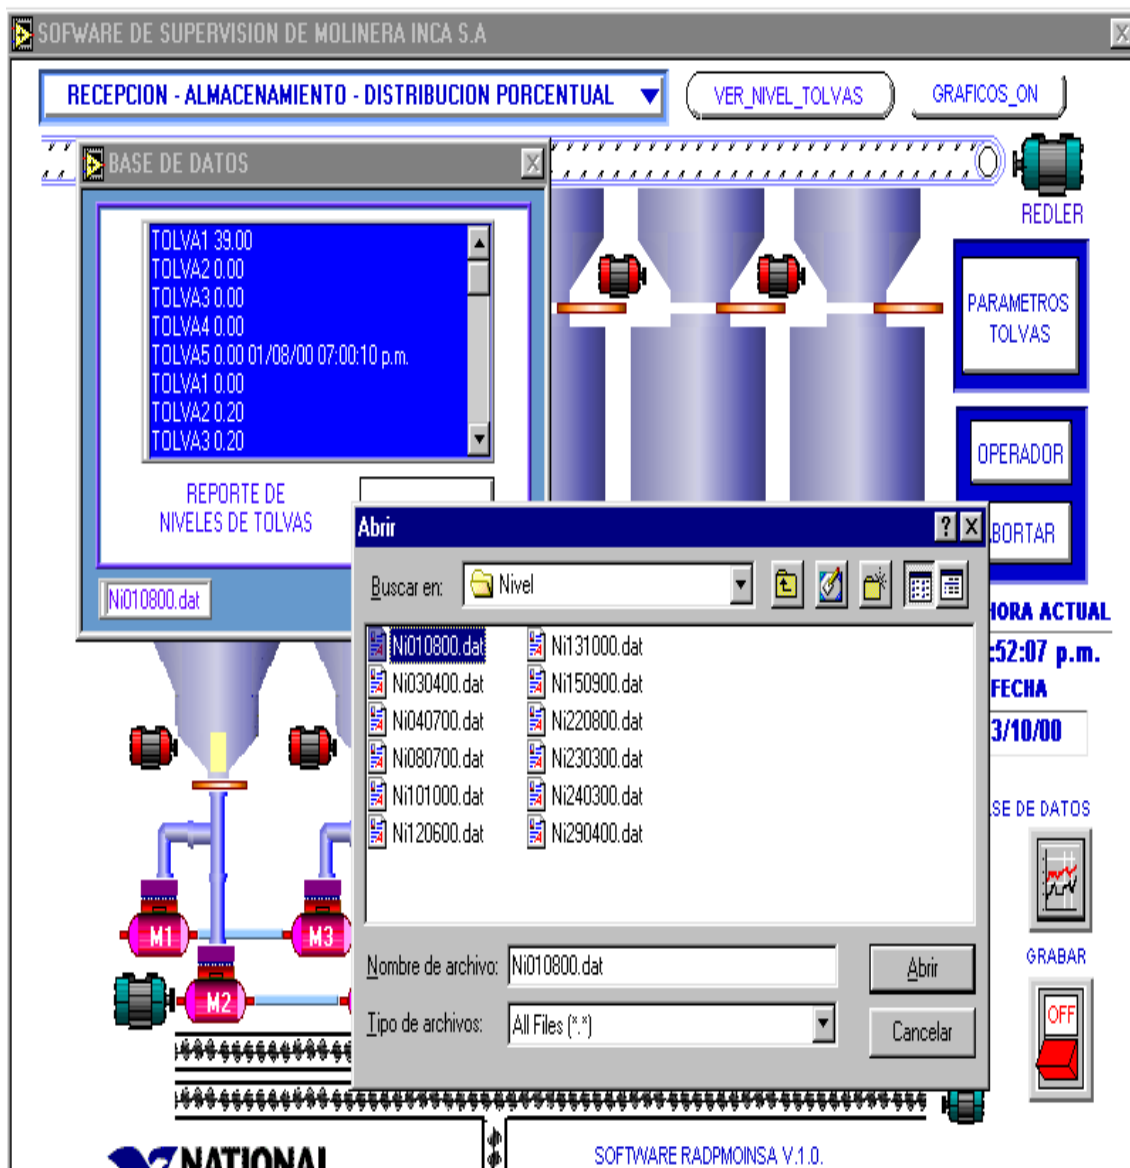 SOFWARE DE SUPERVISION DE MOLINERA INCA S.A
RECEPCION - ALMACENAMIENTO - DISTRIBUCION PORCENTUAL
VER_NIVEL_TOLVAS
GRAFICOS_ON
BASE DE DATOS
REDLER
TOLVA1 39.00
TOLVA2 0.00
TOLVA3 0.00
TOLVA4 0.00
TOLVA5 0.00 01/08/00 07:00:10 p.m.
TOLVA1 0.00
TOLVA2 0.20
TOLVA3 0.20
PARAMETROS
TOLVAS
OPERADOR
REPORTE DE
NIVELES DE TOLVAS
Ni010800.dat
BORTAR
Abrir
Buscar en:
Nivel
Ni010800.dat
Ni030400.dat
Ni040700.dat
Ni080700.dat
Ni101000.dat
Ni120600.dat
Ni131000.dat
Ni150900.dat
Ni220800.dat
Ni230300.dat
Ni240300.dat
Ni290400.dat
Nombre de archivo: Ni010800.dat
Abrir
Tipo de archivos: All Files (*.*)
Cancelar
HORA ACTUAL
:52:07 p.m.
FECHA
3/10/00
SE DE DATOS
GRABAR
OFF
M1
M3
M2
NATIONAL
SOFTWARE RADPMOINSA V.1.0.